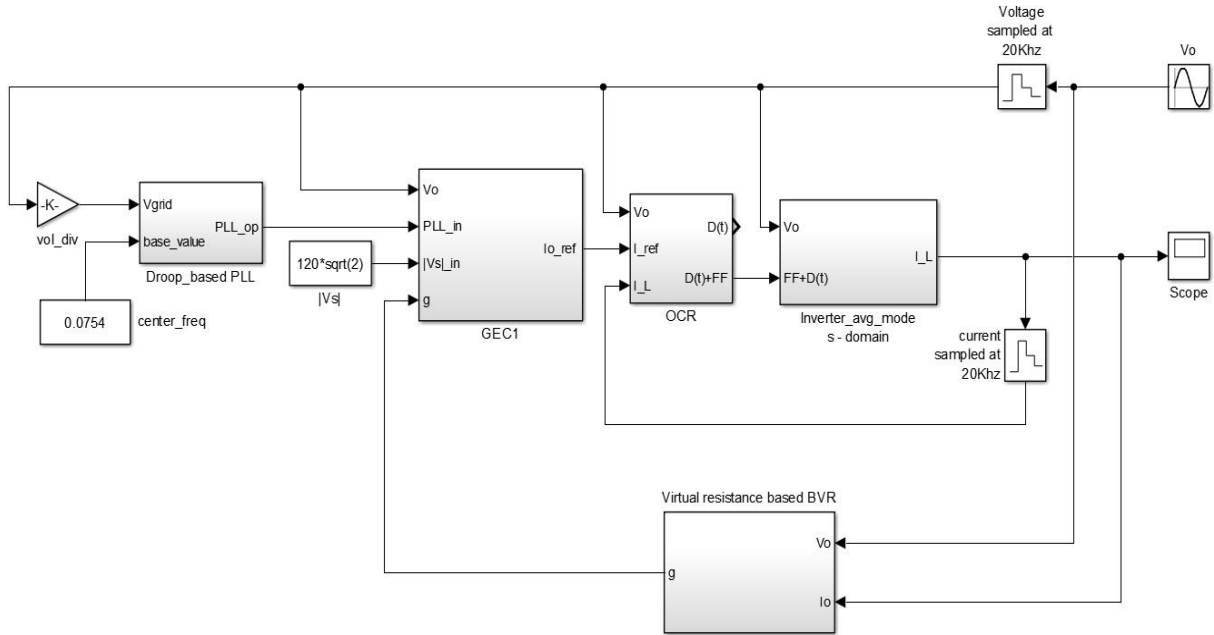 Voltage
sampled at
20Khz
Vo
-K-
vol_div
Vgrid
base_value
PLL_op
Droop_based PLL
0.0754
center_freq
120*sqrt(2)
|Vs|
Vo
PLL_in
|Vs|_in
g
Io_ref
GEC1
Vo
I_ref
I_L
D(t)
D(t)+FF
OCR
Vo
FF+D(t)
I_L
Inverter_avg_mode
s - domain
Scope
current
sampled at
20Khz
Virtual resistance based BVR
Vo
g
Io